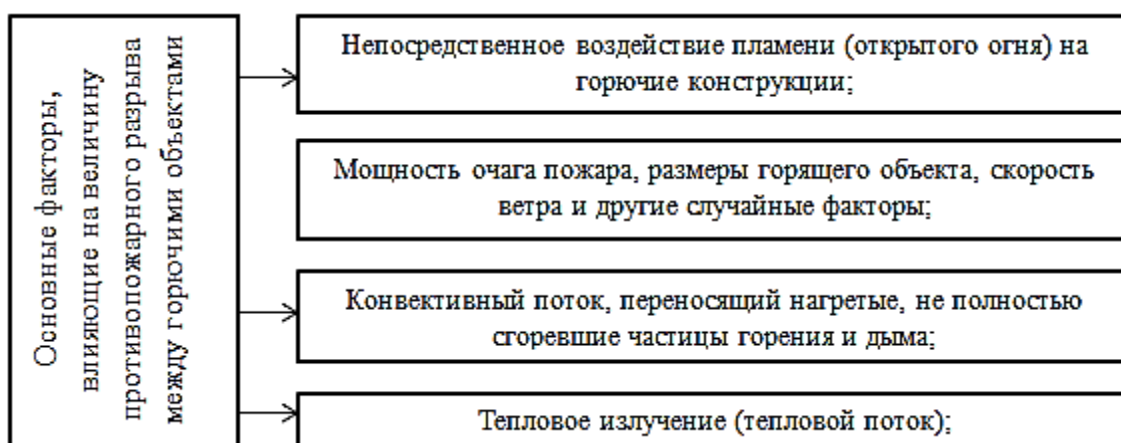 Основные факторы,
влияющие на величину
противопожарного разрыва
между горючими объектами
Непосредственное воздействие пламени (открытого огня) на
горючие конструкции;
Мощность очага пожара, размеры горящего объекта, скорость
ветра и другие случайные факторы;
Конвективный поток, переносящий нагретые, не полностью
сгоревшие частицы горения и дыма;
Тепловое излучение (тепловой поток);